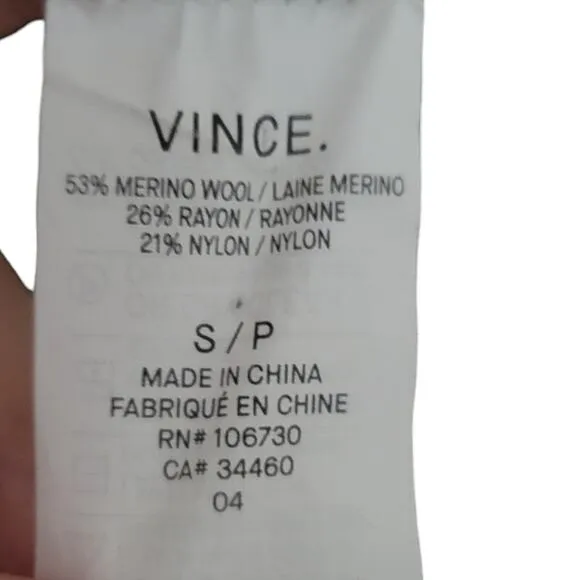 VINCE.
53% MERINO WOOL / LAINE MERINO
26% RAYON / RAYONNE
21% NYLON / NYLON
S / P
MADE IN CHINA
FABRIQUÉ EN CHINE
RN# 106730
CA# 34460
04